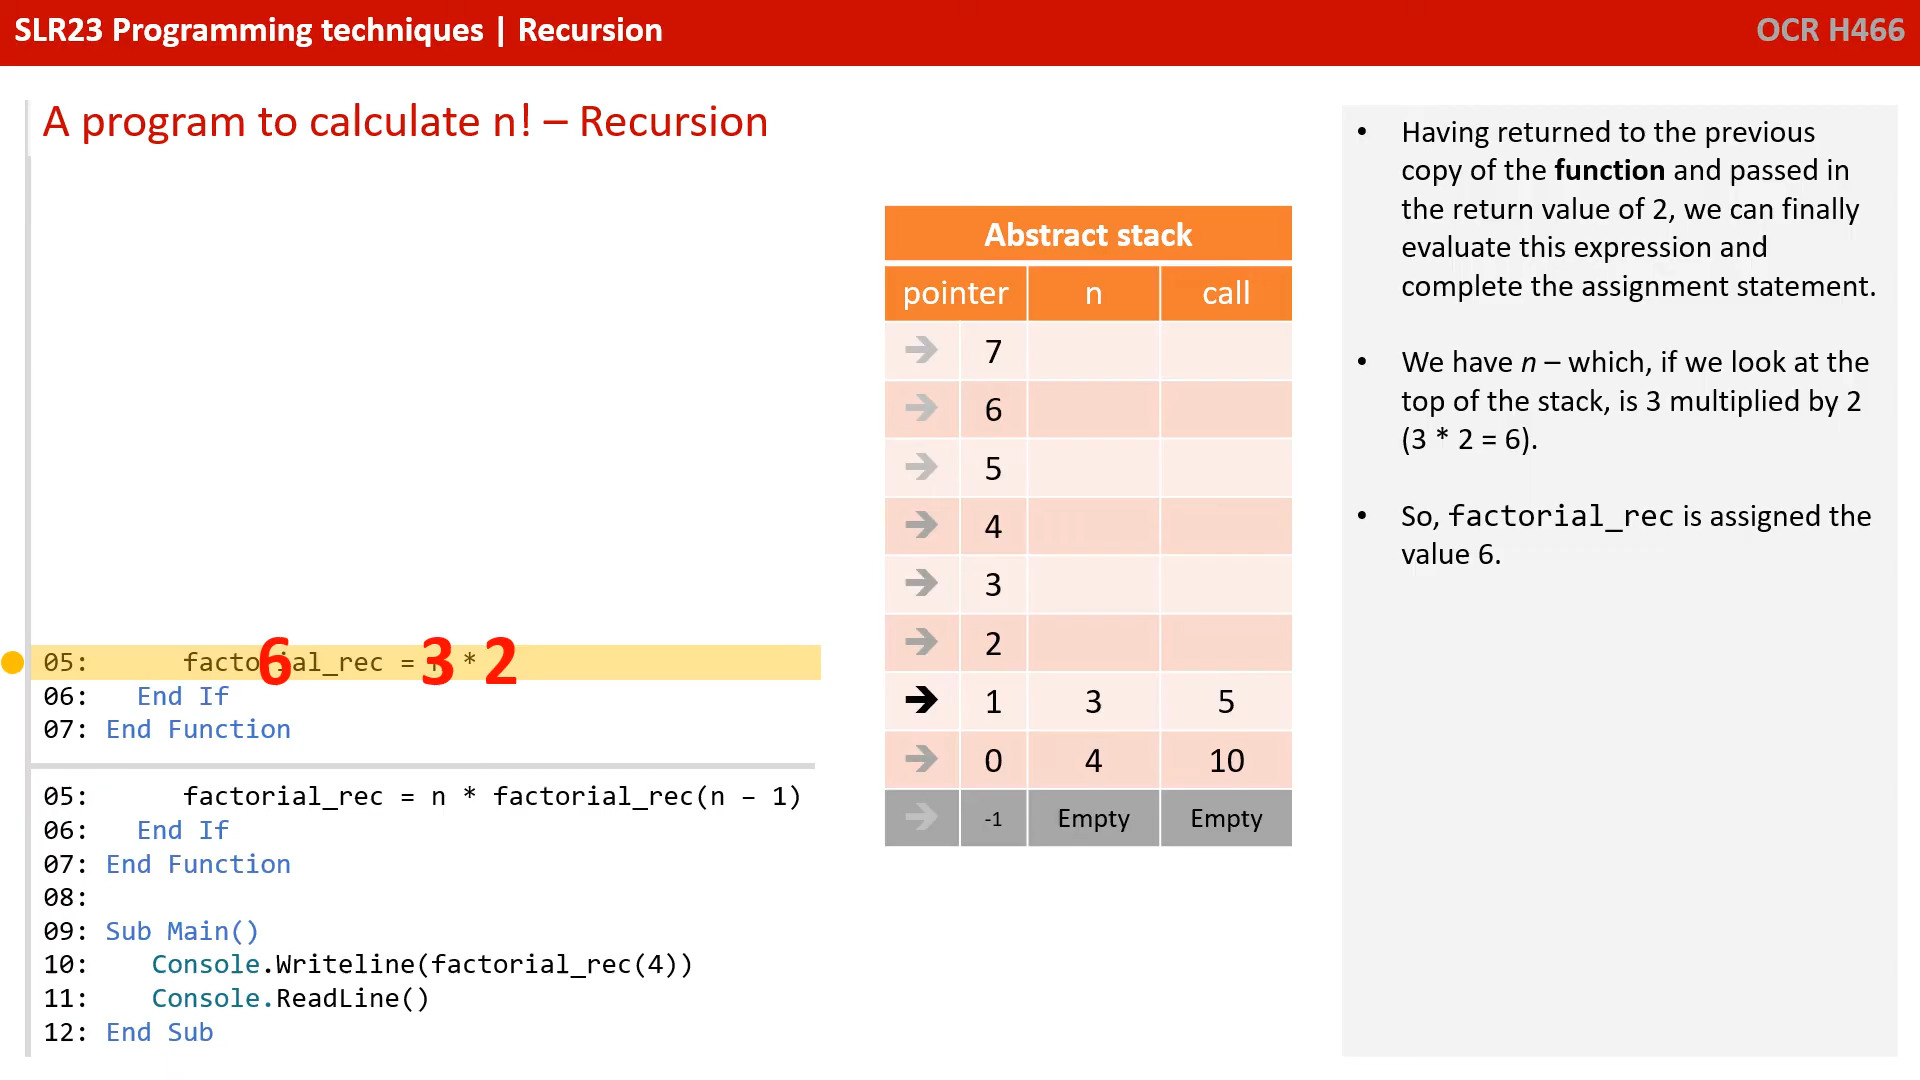 SLR23 Programming techniques | Recursion
OCR H466
A program to calculate n! – Recursion
05: factorial_rec = n * 
6 3 2
06: End If
07: End Function
05: factorial_rec = n * factorial_rec(n – 1)
06: End If
07: End Function
08:
09: Sub Main()
10: Console.Writeline(factorial_rec(4))
11: Console.ReadLine()
12: End Sub
Abstract stack
pointer n call
➔ 7
➔ 6
➔ 5
➔ 4
➔ 3
➔ 2
➔ 1 3 5
➔ 0 4 10
➔ -1 Empty Empty
• Having returned to the previous
copy of the function and passed in
the return value of 2, we can finally
evaluate this expression and
complete the assignment statement.
• We have n – which, if we look at the
top of the stack, is 3 multiplied by 2
(3 * 2 = 6).
• So, factorial_rec is assigned the
value 6.